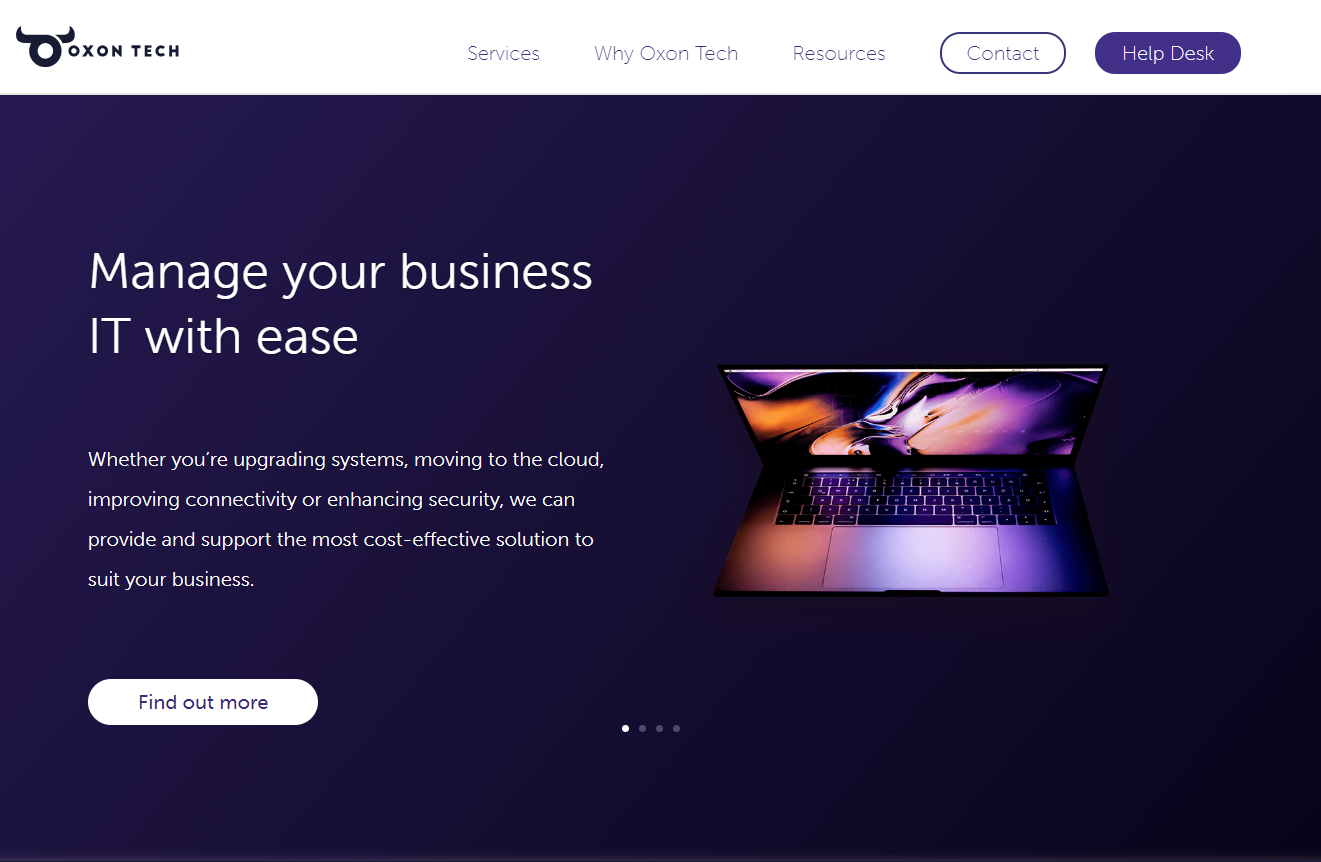 OXON TECH
Services
Why Oxon Tech
Resources
Contact
Help Desk
Manage your business
IT with ease
Whether you’re upgrading systems, moving to the cloud,
improving connectivity or enhancing security, we can
provide and support the most cost-effective solution to
suit your business.
Find out more